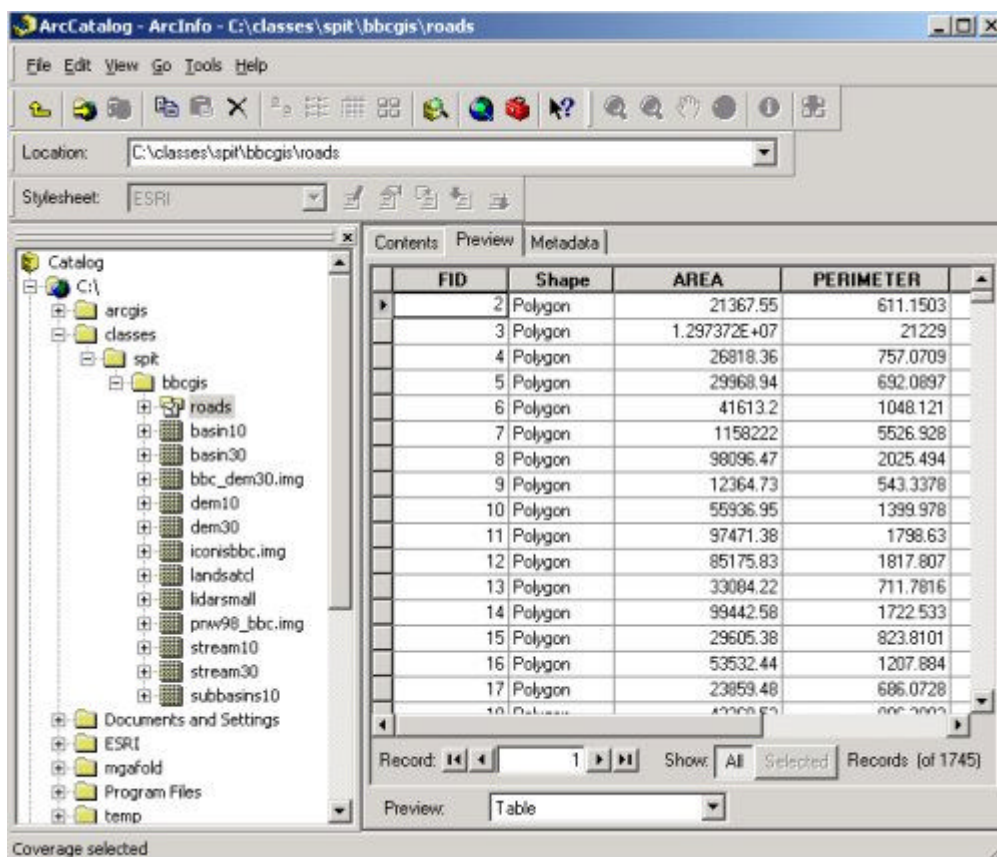 ArcCatalog - ArcInfo - C:\classes\spit\bbcgis\roads
File Edit View Go Tools Help
Location: C:\classes\spit\bbcgis\roads
Stylesheet: ESRI
Catalog
C:\
arcgis
classes
spit
bbcgis
roads
basin10
basin30
bbc_dem30.img
dem10
dem30
iconisbbc.img
landsatcl
lidarsmall
pnw98_bbc.img
stream10
stream30
subbasins10
Documents and Settings
ESRI
mgafold
Program Files
temp
Contents Preview Metadata
FID Shape AREA PERIMETER
2 Polygon 21367.55 611.1503
3 Polygon 1.297372E+07 21229
4 Polygon 26818.36 757.0709
5 Polygon 29968.94 692.0897
6 Polygon 41613.2 1048.121
7 Polygon 1158222 5526.928
8 Polygon 98096.47 2025.494
9 Polygon 12364.73 543.3378
10 Polygon 55936.95 1399.978
11 Polygon 97471.38 1798.63
12 Polygon 85175.83 1817.807
13 Polygon 33084.22 711.7816
14 Polygon 99442.58 1722.533
15 Polygon 29605.38 823.8101
16 Polygon 53532.44 1207.884
17 Polygon 23859.48 686.0728
Record: 1 Show: All Selected Records (of 1745)
Preview: Table
Coverage selected